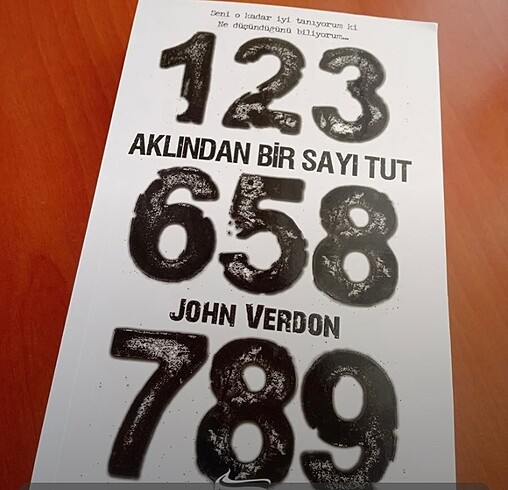 Seni o kadar iyi tanıyorum ki
Ne düşündüğünü biliyorum...
123
AKLINDAN BİR SAYI TUT
658
JOHN VERDON
789